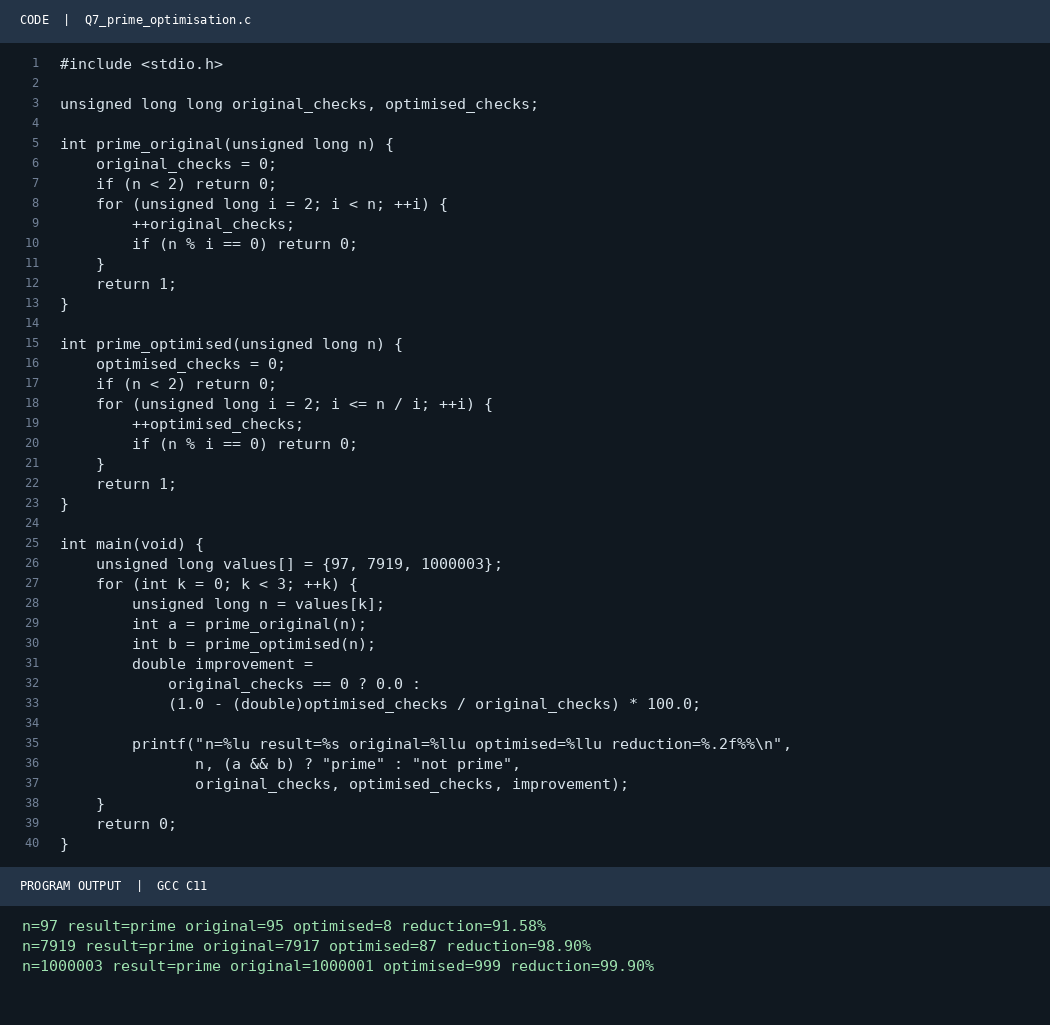 CODE | Q7_prime_optimisation.c
1 #include <stdio.h>
2
3 unsigned long long original_checks, optimised_checks;
4
5 int prime_original(unsigned long n) {
6     original_checks = 0;
7     if (n < 2) return 0;
8     for (unsigned long i = 2; i < n; ++i) {
9         ++original_checks;
10         if (n % i == 0) return 0;
11     }
12     return 1;
13 }
14
15 int prime_optimised(unsigned long n) {
16     optimised_checks = 0;
17     if (n < 2) return 0;
18     for (unsigned long i = 2; i <= n / i; ++i) {
19         ++optimised_checks;
20         if (n % i == 0) return 0;
21     }
22     return 1;
23 }
24
25 int main(void) {
26     unsigned long values[] = {97, 7919, 1000003};
27     for (int k = 0; k < 3; ++k) {
28         unsigned long n = values[k];
29         int a = prime_original(n);
30         int b = prime_optimised(n);
31         double improvement =
32             original_checks == 0 ? 0.0 :
33             (1.0 - (double)optimised_checks / original_checks) * 100.0;
34
35         printf("n=%lu result=%s original=%llu optimised=%llu reduction=%.2f%%\n",
36                n, (a && b) ? "prime" : "not prime",
37                original_checks, optimised_checks, improvement);
38     }
39     return 0;
40 }
PROGRAM OUTPUT | GCC C11
n=97 result=prime original=95 optimised=8 reduction=91.58%
n=7919 result=prime original=7917 optimised=87 reduction=98.90%
n=1000003 result=prime original=1000001 optimised=999 reduction=99.90%